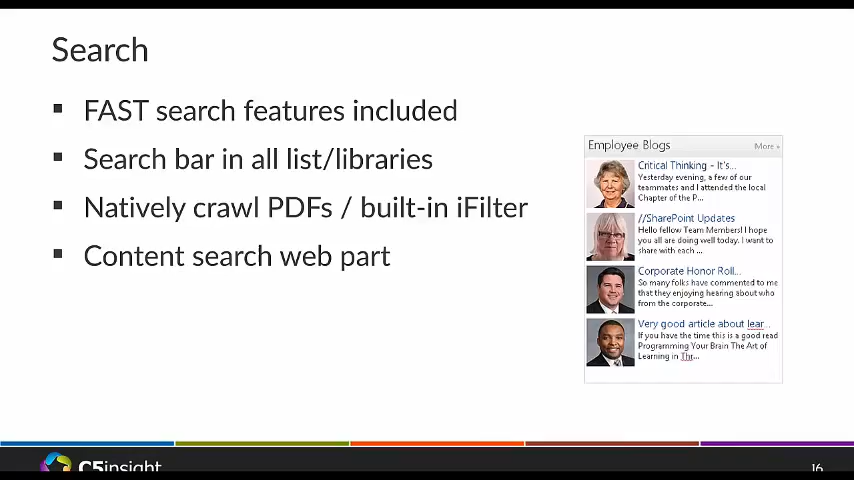 Search
FAST search features included
Search bar in all list/libraries
Natively crawl PDFs / built-in iFilter
Content search web part
Employee Blogs
More »
Critical Thinking - It's...
Yesterday evening, a few of our
teammates and I attended the local
Chapter of the P...
//SharePoint Updates
Hello fellow Team Members! I hope
you all are doing well today. I want to
share with each ...
Corporate Honor Roll...
So many folks have commented to me
that they enjoying hearing about who
from the corporate...
Very good article about lear...
If you have the time this is a good read
Programming Your Brain The Art of
Learning in Thr...
C5insight
16